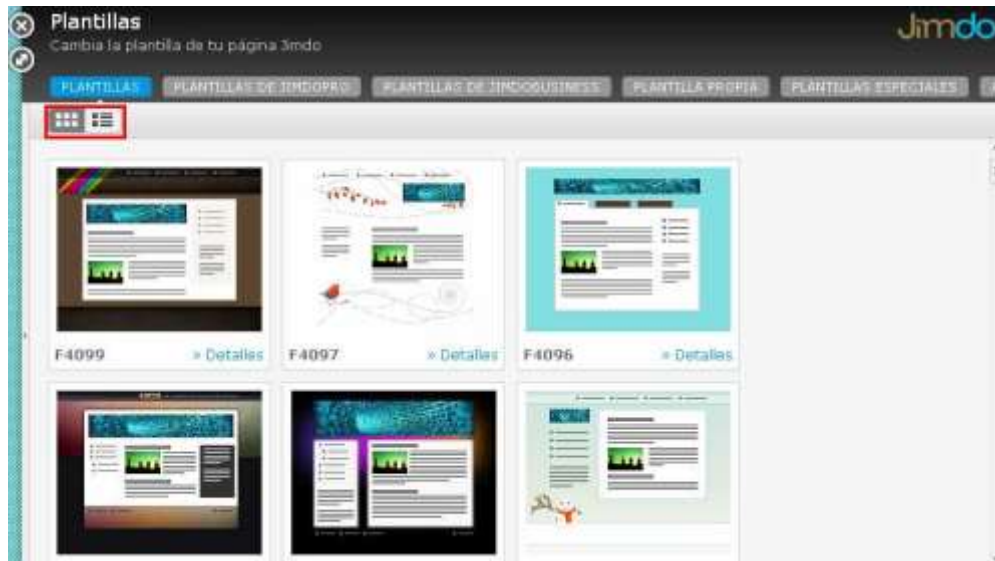 Plantillas
Jimdo
Cambia la plantilla de tu página Jimdo
PLANTILLAS PLANTILLAS DE JIMDOPRO PLANTILLAS DE JIMDOBUSINESS PLANTILLA PROPIA PLANTILLAS ESPECIALES
F4099 » Detalles F4097 » Detalles F4096 » Detalles